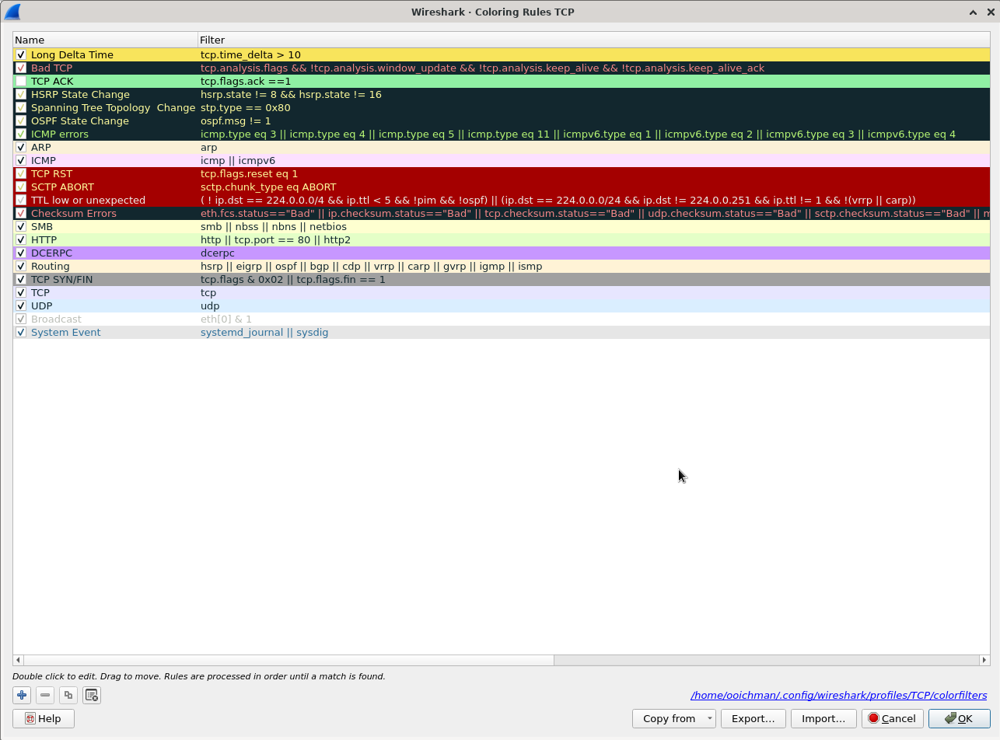 Wireshark · Coloring Rules TCP
Name Filter
Long Delta Time tcp.time_delta > 10
Bad TCP tcp.analysis.flags && !tcp.analysis.window_update && !tcp.analysis.keep_alive && !tcp.analysis.keep_alive_ack
TCP ACK tcp.flags.ack ==1
HSRP State Change hsrp.state != 8 && hsrp.state != 16
Spanning Tree Topology  Change stp.type == 0x80
OSPF State Change ospf.msg != 1
ICMP errors icmp.type eq 3 || icmp.type eq 4 || icmp.type eq 5 || icmp.type eq 11 || icmpv6.type eq 1 || icmpv6.type eq 2 || icmpv6.type eq 3 || icmpv6.type eq 4
ARP arp
ICMP icmp || icmpv6
TCP RST tcp.flags.reset eq 1
SCTP ABORT sctp.chunk_type eq ABORT
TTL low or unexpected ( ! ip.dst == 224.0.0.0/4 && ip.ttl < 5 && !pim && !ospf) || (ip.dst == 224.0.0.0/24 && ip.dst != 224.0.0.251 && ip.ttl != 1 && !(vrrp || carp))
Checksum Errors eth.fcs.status=="Bad" || ip.checksum.status=="Bad" || tcp.checksum.status=="Bad" || udp.checksum.status=="Bad" || sctp.checksum.status=="Bad" || m
SMB smb || nbss || nbns || netbios
HTTP http || tcp.port == 80 || http2
DCERPC dcerpc
Routing hsrp || eigrp || ospf || bgp || cdp || vrrp || carp || gvrp || igmp || ismp
TCP SYN/FIN tcp.flags & 0x02 || tcp.flags.fin == 1
TCP tcp
UDP udp
Broadcast eth[0] & 1
System Event systemd_journal || sysdig
Double click to edit. Drag to move. Rules are processed in order until a match is found.
/home/ooichman/.config/wireshark/profiles/TCP/colorfilters
Help Copy from Export... Import... Cancel OK